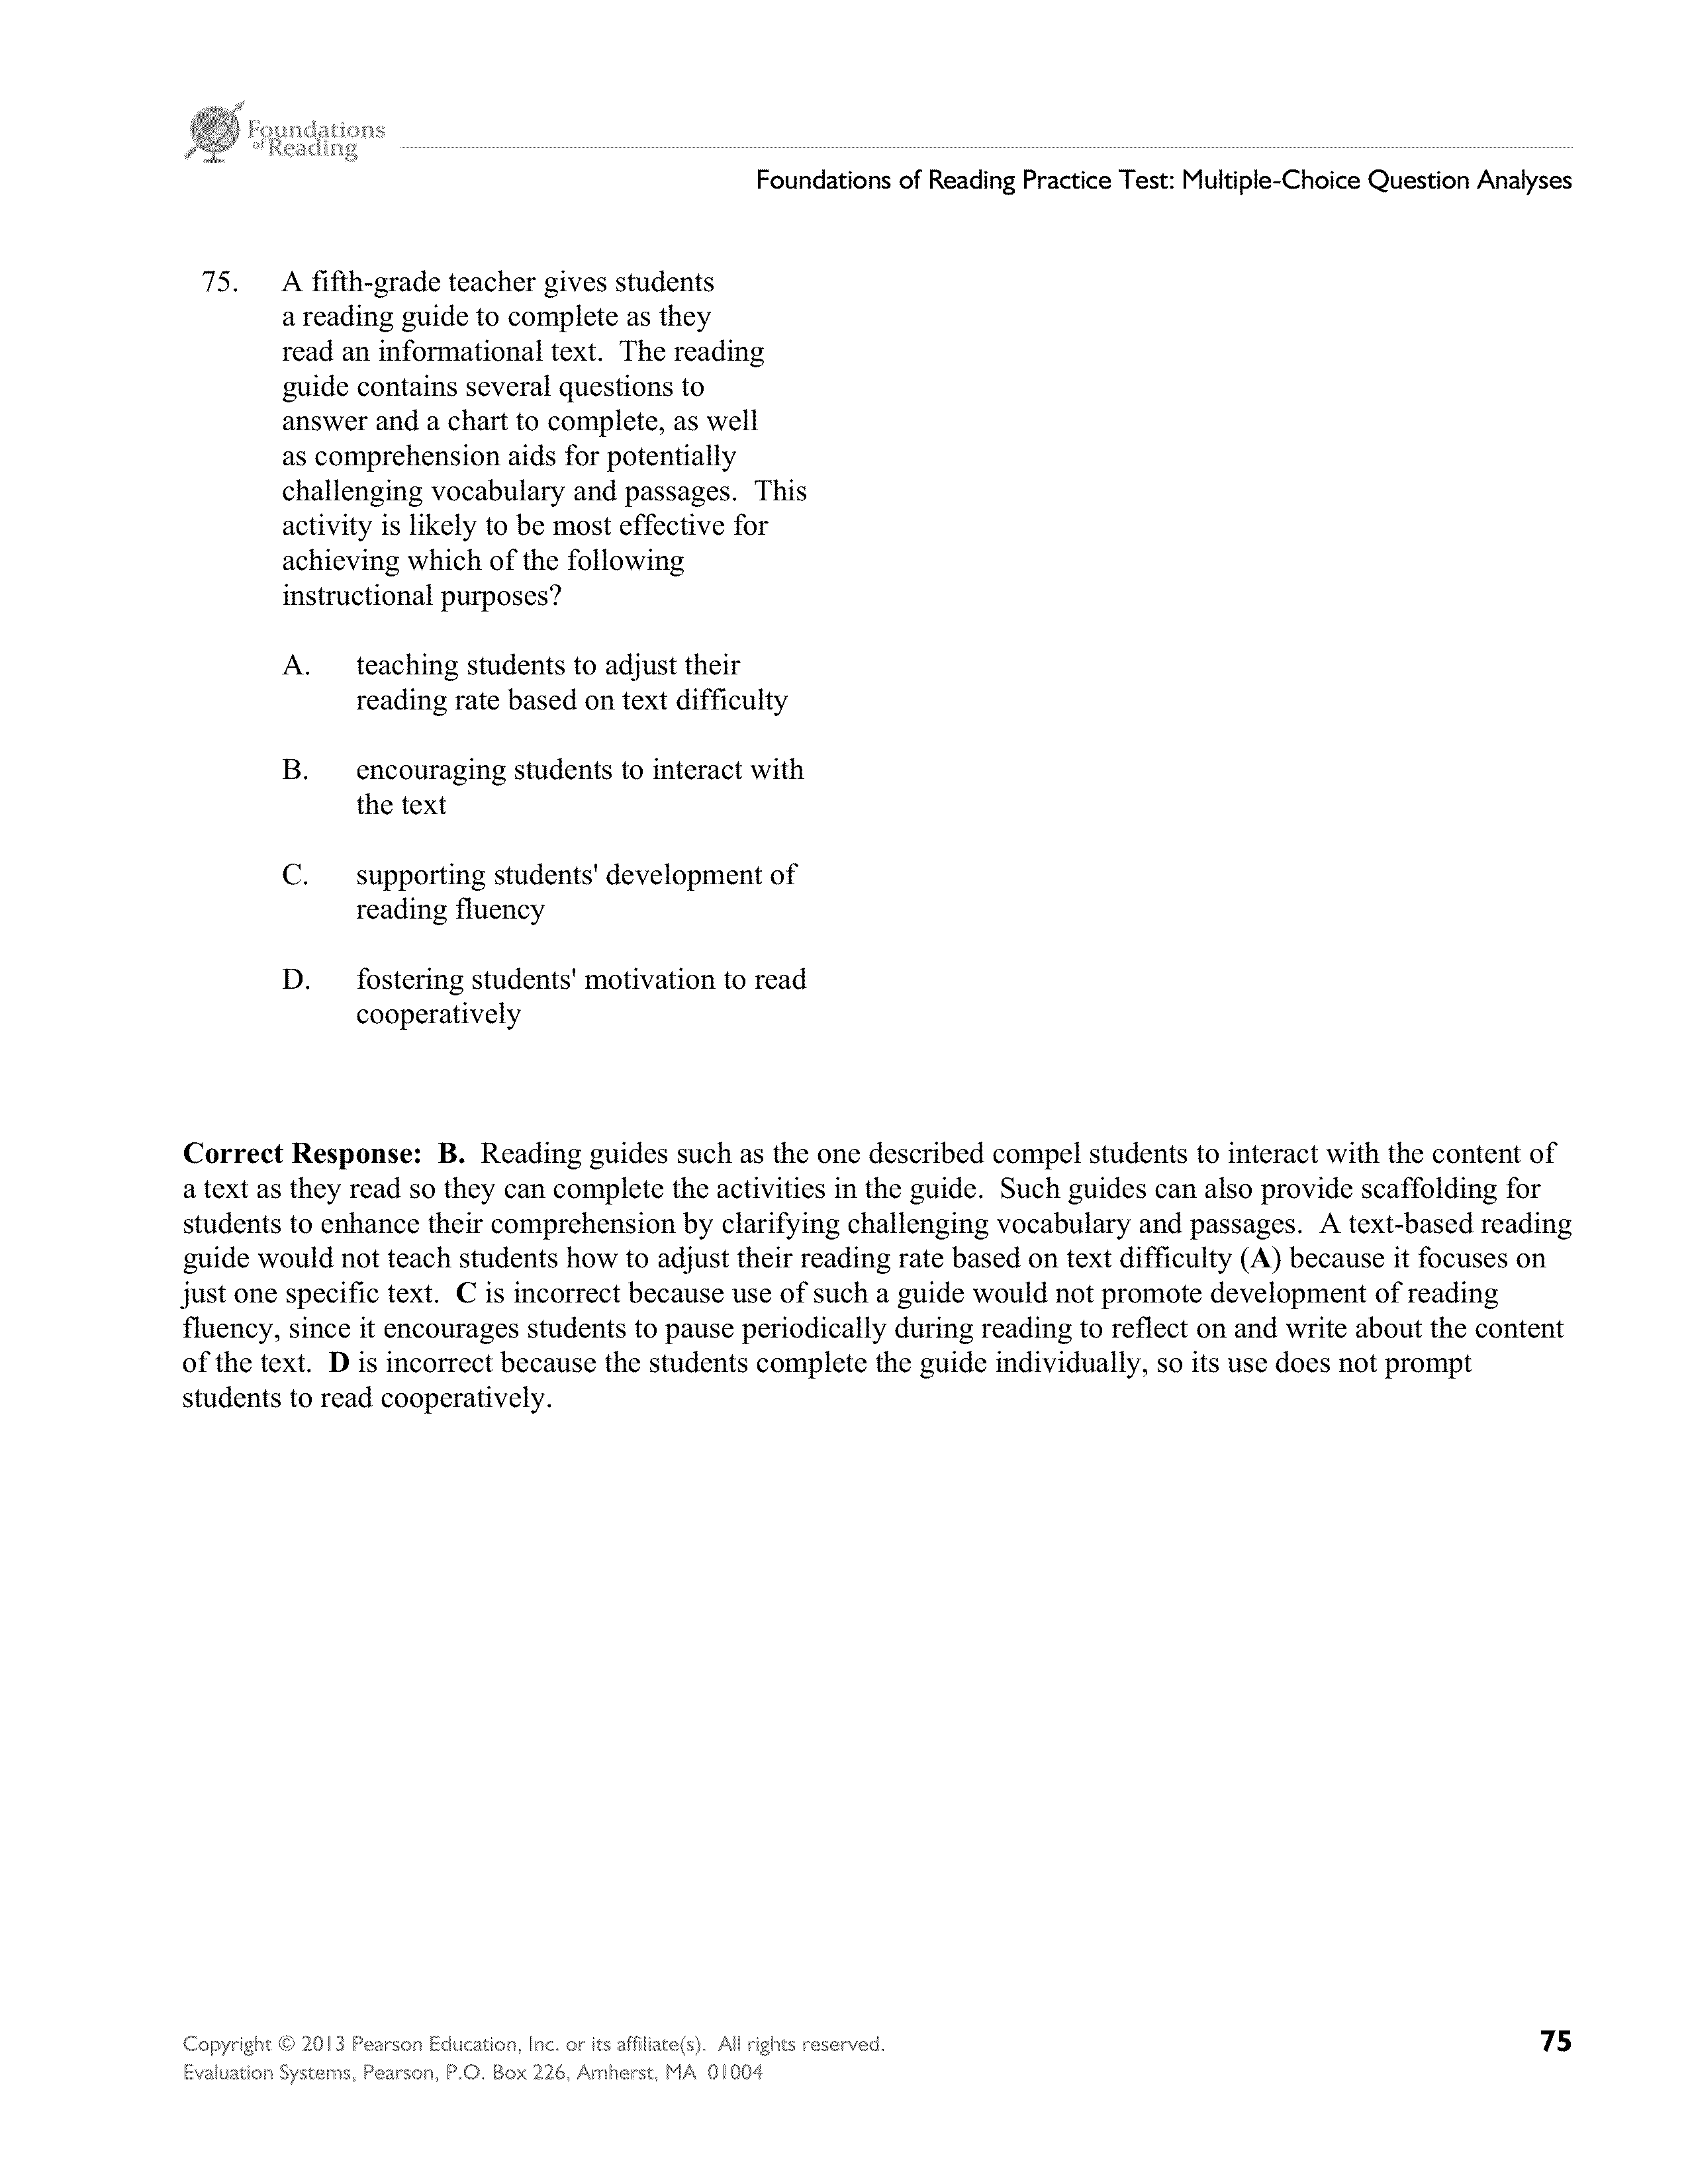 Foundations
of Reading
Foundations of Reading Practice Test: Multiple-Choice Question Analyses
75. A fifth-grade teacher gives students
a reading guide to complete as they
read an informational text. The reading
guide contains several questions to
answer and a chart to complete, as well
as comprehension aids for potentially
challenging vocabulary and passages. This
activity is likely to be most effective for
achieving which of the following
instructional purposes?
A. teaching students to adjust their
reading rate based on text difficulty
B. encouraging students to interact with
the text
C. supporting students' development of
reading fluency
D. fostering students' motivation to read
cooperatively
Correct Response: B. Reading guides such as the one described compel students to interact with the content of
a text as they read so they can complete the activities in the guide. Such guides can also provide scaffolding for
students to enhance their comprehension by clarifying challenging vocabulary and passages. A text-based reading
guide would not teach students how to adjust their reading rate based on text difficulty (A) because it focuses on
just one specific text. C is incorrect because use of such a guide would not promote development of reading
fluency, since it encourages students to pause periodically during reading to reflect on and write about the content
of the text. D is incorrect because the students complete the guide individually, so its use does not prompt
students to read cooperatively.
Copyright © 2013 Pearson Education, Inc. or its affiliate(s). All rights reserved.
Evaluation Systems, Pearson, P.O. Box 226, Amherst, MA 01004
75